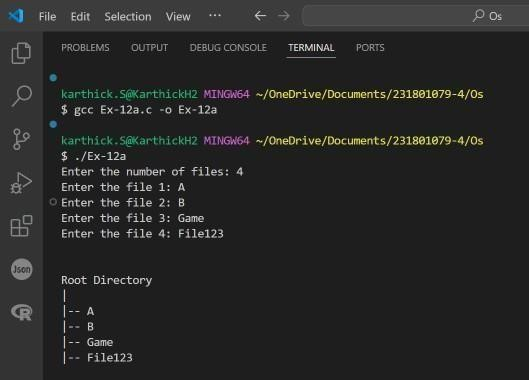 File Edit Selection View ··· ← → Os
PROBLEMS OUTPUT DEBUG CONSOLE TERMINAL PORTS
karthick.S@KarthickH2 MINGW64 ~/OneDrive/Documents/231801079-4/Os
$ gcc Ex-12a.c -o Ex-12a
karthick.S@KarthickH2 MINGW64 ~/OneDrive/Documents/231801079-4/Os
$ ./Ex-12a
Enter the number of files: 4
Enter the file 1: A
Enter the file 2: B
Enter the file 3: Game
Enter the file 4: File123
Json
R
Root Directory
|
|-- A
|-- B
|-- Game
|-- File123